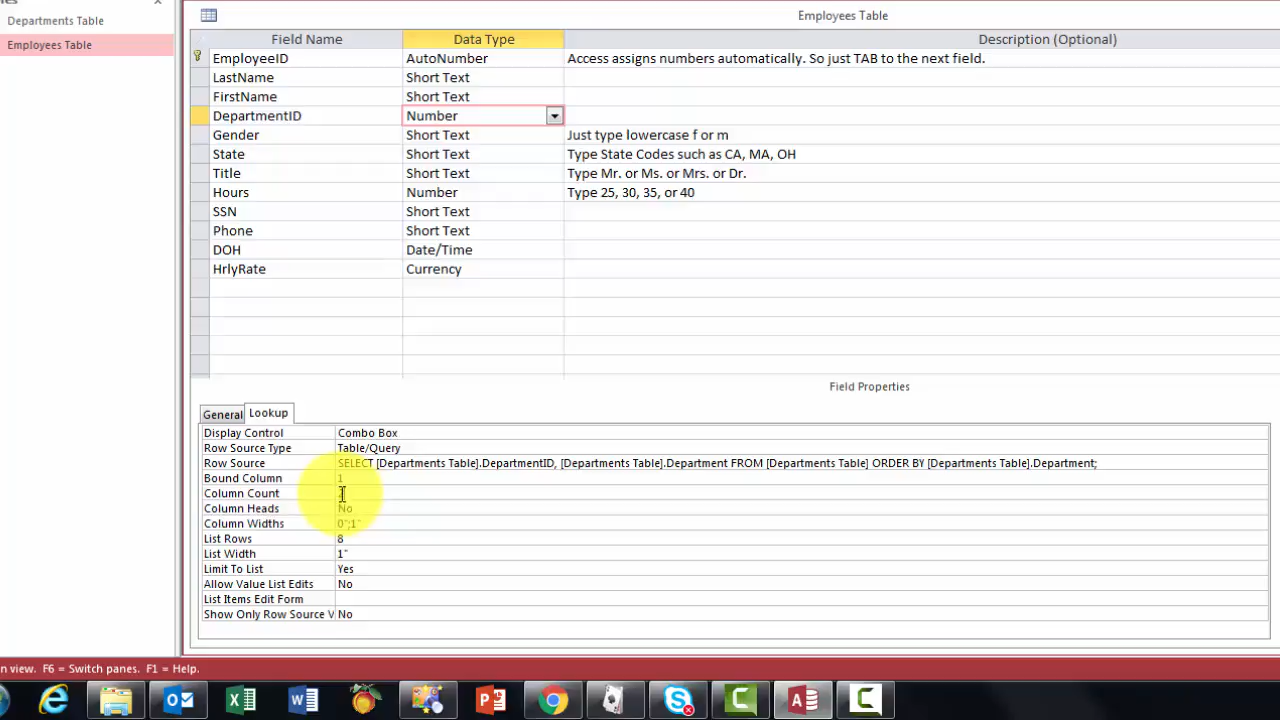 Departments Table
Employees Table
Employees Table
Field Name Data Type Description (Optional)
EmployeeID AutoNumber Access assigns numbers automatically. So just TAB to the next field.
LastName Short Text
FirstName Short Text
DepartmentID Number
Gender Short Text Just type lowercase f or m
State Short Text Type State Codes such as CA, MA, OH
Title Short Text Type Mr. or Ms. or Mrs. or Dr.
Hours Number Type 25, 30, 35, or 40
SSN Short Text
Phone Short Text
DOH Date/Time
HrlyRate Currency
Field Properties
General Lookup
Display Control Combo Box
Row Source Type Table/Query
Row Source SELECT [Departments Table].DepartmentID, [Departments Table].Department FROM [Departments Table] ORDER BY [Departments Table].Department;
Bound Column 1
Column Count
Column Heads No
Column Widths 0";1"
List Rows 8
List Width 1"
Limit To List Yes
Allow Value List Edits No
List Items Edit Form
Show Only Row Source V No
n view. F6 = Switch panes. F1 = Help.